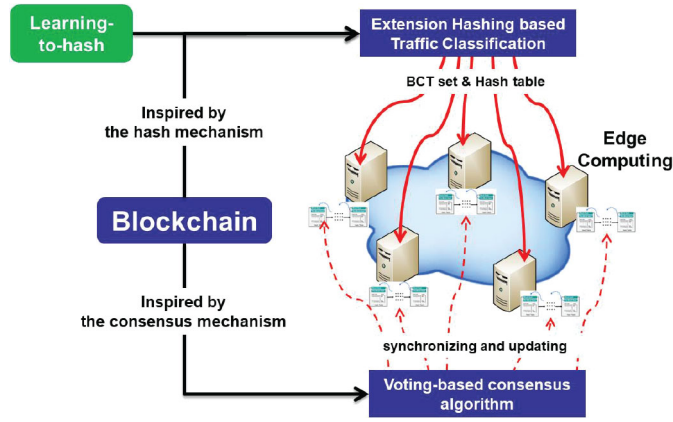 Learning-
to-hash
Extension Hashing based
Traffic Classification
BCT set & Hash table
Inspired by
the hash mechanism
Edge
Computing
Blockchain
Inspired by
the consensus mechanism
synchronizing and updating
Voting-based consensus
algorithm